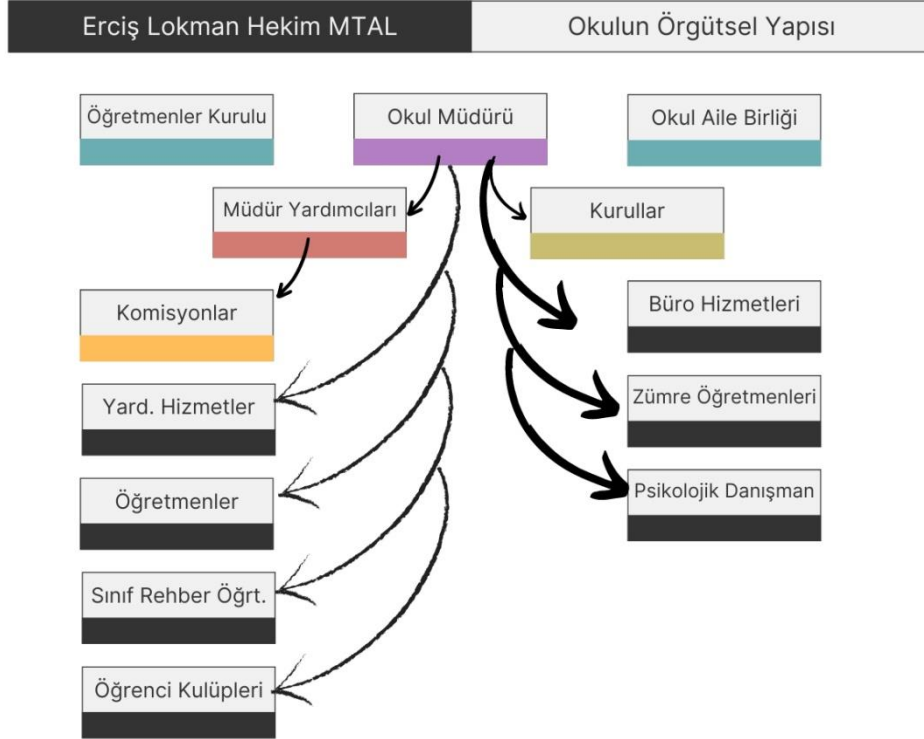 Erciş Lokman Hekim MTAL
Okulun Örgütsel Yapısı
Öğretmenler Kurulu
Okul Müdürü
Okul Aile Birliği
Müdür Yardımcıları
Kurullar
Komisyonlar
Büro Hizmetleri
Yard. Hizmetler
Zümre Öğretmenleri
Öğretmenler
Psikolojik Danışman
Sınıf Rehber Öğrt.
Öğrenci Kulüpleri